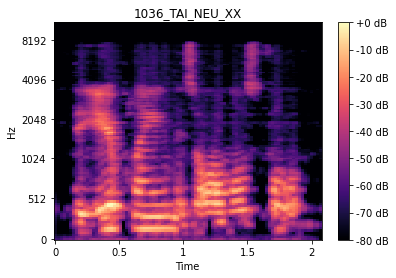 1036_TAI_NEU_XX
+0 dB
8192
-10 dB
4096
-20 dB
-30 dB
2048
Hz
-40 dB
1024
-50 dB
512
-60 dB
-70 dB
0
-80 dB
0 0.5 1 1.5 2
Time